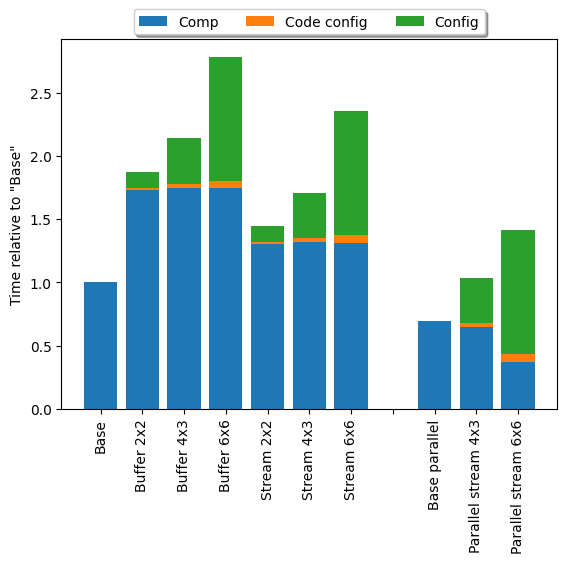 Comp Code config Config
Time relative to "Base"
2.5
2.0
1.5
1.0
0.5
0.0
Base
Buffer 2x2
Buffer 4x3
Buffer 6x6
Stream 2x2
Stream 4x3
Stream 6x6
Base parallel
Parallel stream 4x3
Parallel stream 6x6